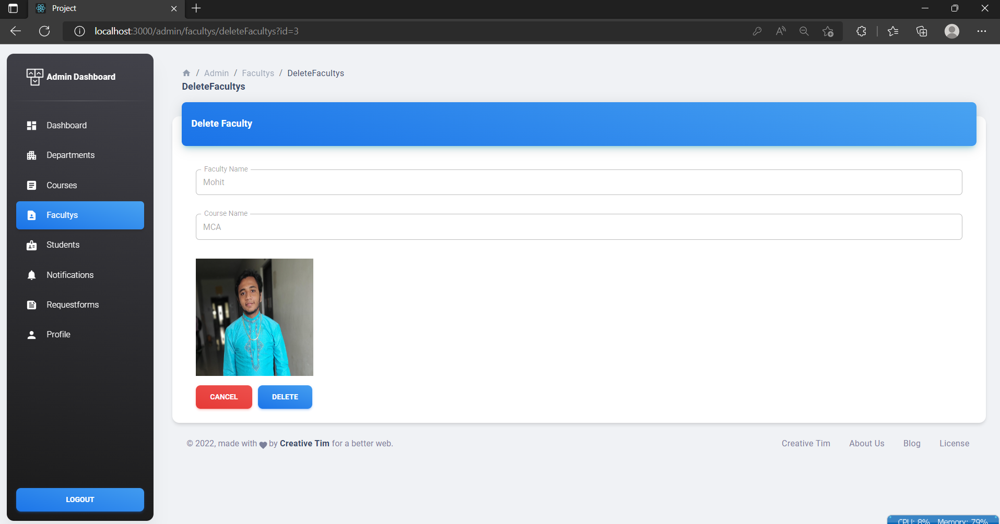 Project
localhost:3000/admin/facultys/deleteFacultys?id=3
Admin Dashboard
Dashboard
Departments
Courses
Facultys
Students
Notifications
Requestforms
Profile
LOGOUT
/ Admin / Facultys / DeleteFacultys
DeleteFacultys
Delete Faculty
Faculty Name
Mohit
Course Name
MCA
CANCEL DELETE
© 2022, made with by Creative Tim for a better web.
Creative Tim About Us Blog License
CPU: 8% Memory: 79%